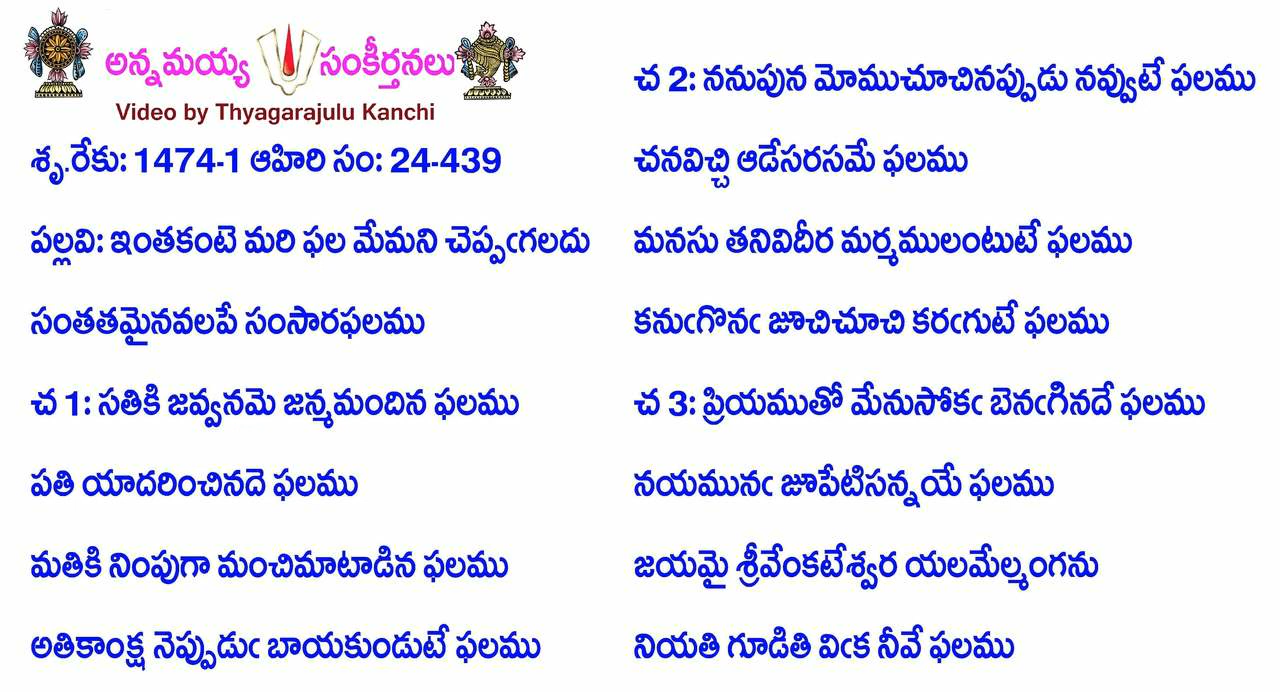 అన్నమయ్య సంకీర్తనలు
Video by Thyagarajulu Kanchi
శృ.రేకు: 1474-1 ఆహిరి సం: 24-439
పల్లవి: ఇంతకంటె మరి ఫల మేమని చెప్పఁగలదు
సంతతమైనవలపే సంసారఫలము
చ 1: సతికి జవ్వనమె జన్మమందిన ఫలము
పతి యాదరించినదె ఫలము
మతికి నింపుగా మంచిమాటాడిన ఫలము
అతికాంక్ష నెప్పుడుఁ బాయకుండుటే ఫలము
చ 2: ననుపున మోముచూచినప్పుడు నవ్వుటే ఫలము
చనవిచ్చి ఆడేసరసమే ఫలము
మనసు తనివిదీర మర్మములంటుటే ఫలము
కనుఁగొనఁ జూచిచూచి కరఁగుటే ఫలము
చ 3: ప్రియముతో మేనుసోకఁ బెనఁగినదే ఫలము
నయమునఁ జూపేటిసన్నయే ఫలము
జయమై శ్రీవేంకటేశ్వర యలమేల్మంగను
నియతి గూడితి విఁక నీవే ఫలము